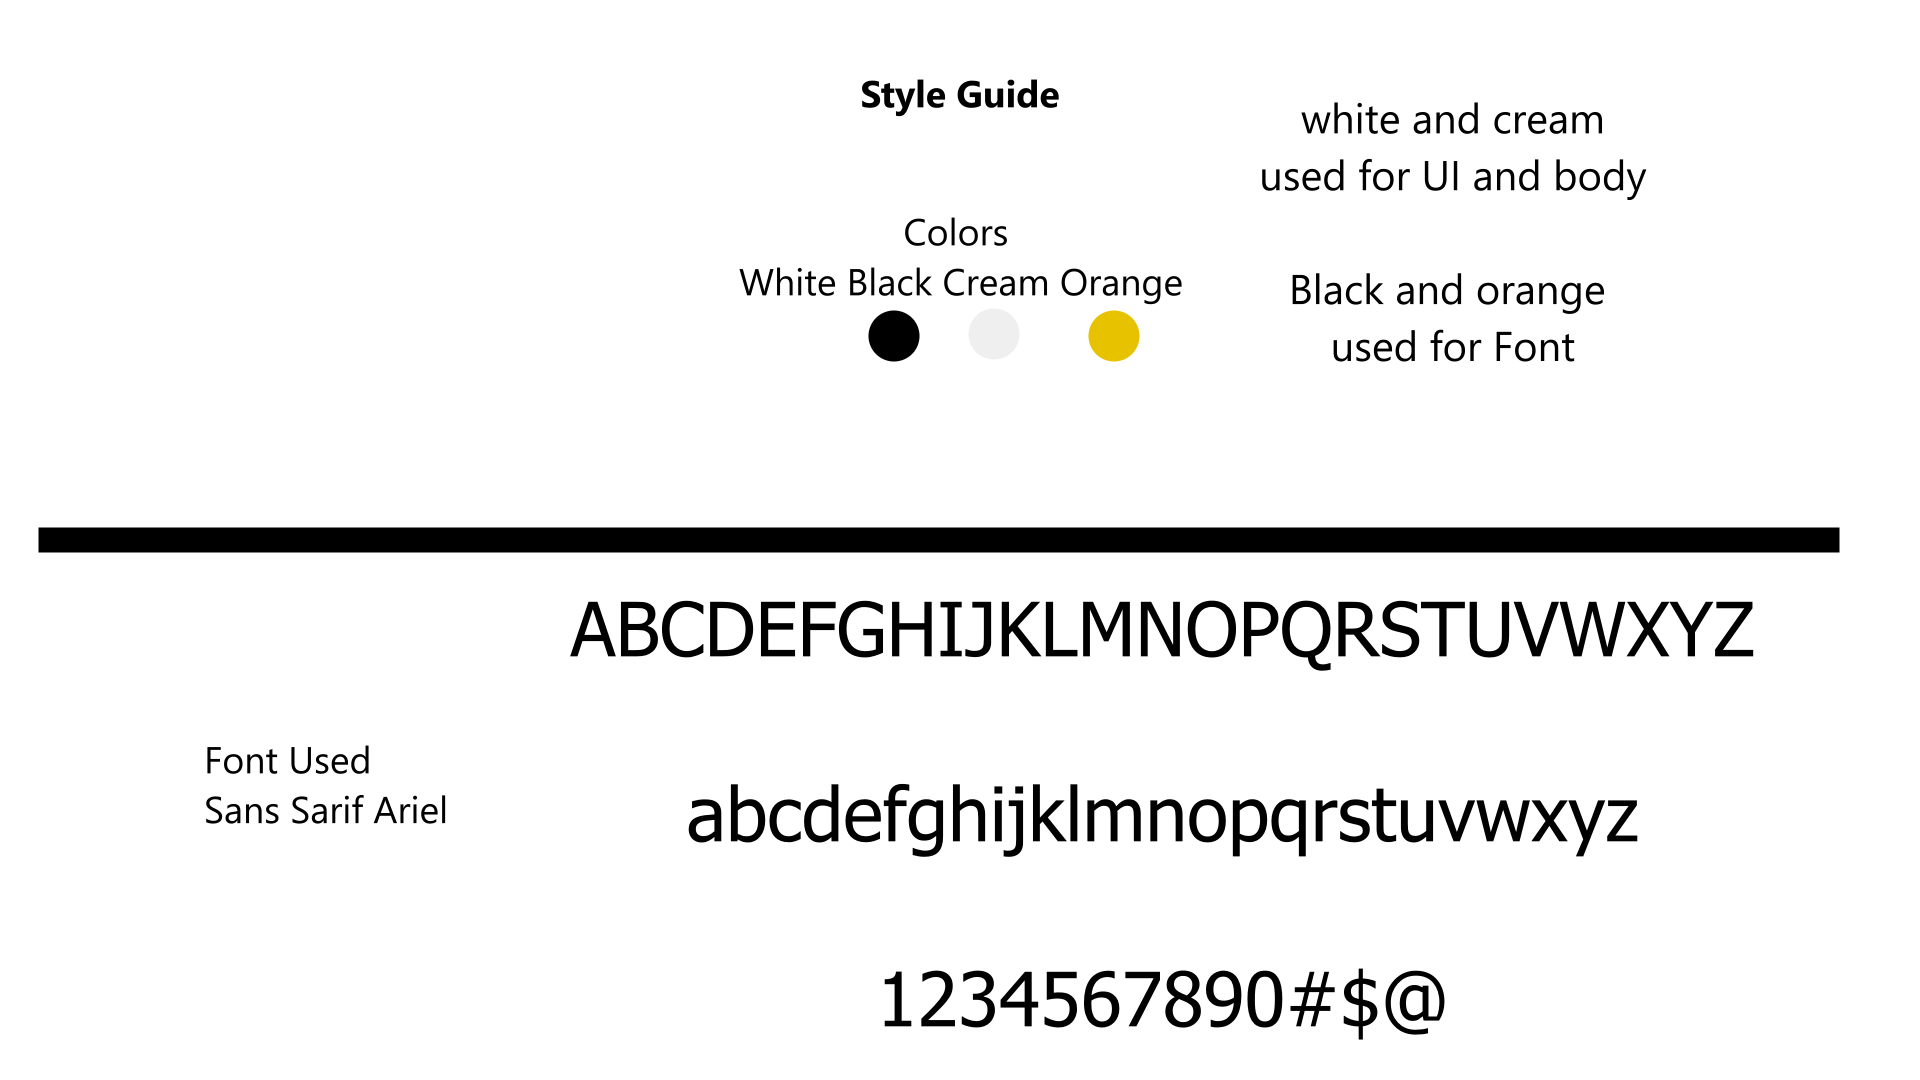 Style Guide
white and cream
used for UI and body
Colors
White Black Cream Orange
Black and orange
used for Font
ABCDEFGHIJKLMNOPQRSTUVWXYZ
Font Used
Sans Sarif Ariel
abcdefghijklmnopqrstuvwxyz
1234567890#$@